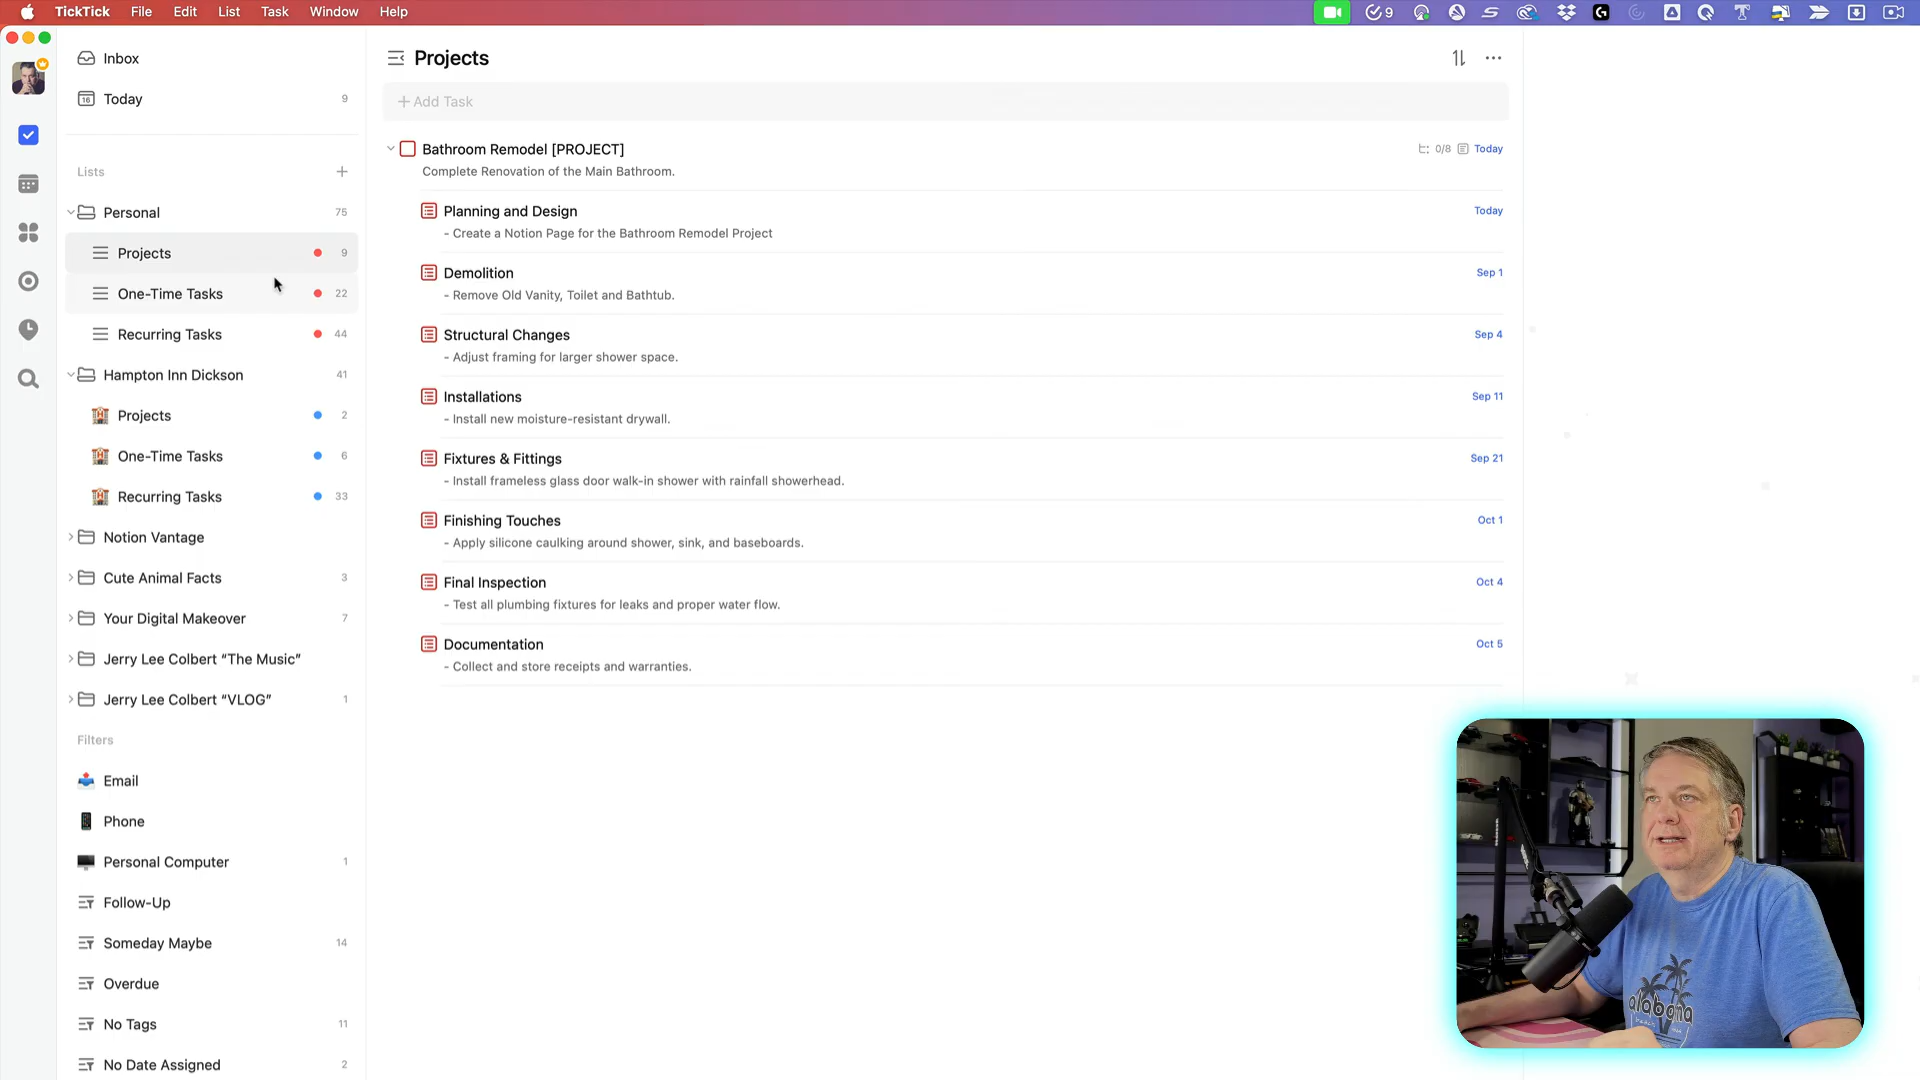 TickTick File Edit List Task Window Help
9
Inbox
Today 9
Lists
Personal 75
Projects 9
One-Time Tasks 22
Recurring Tasks 44
Hampton Inn Dickson 41
Projects 2
One-Time Tasks 6
Recurring Tasks 33
Notion Vantage
Cute Animal Facts 3
Your Digital Makeover 7
Jerry Lee Colbert “The Music”
Jerry Lee Colbert “VLOG” 1
Filters
Email
Phone
Personal Computer 1
Follow-Up
Someday Maybe 14
Overdue
No Tags 11
No Date Assigned 2
Projects
Add Task
Bathroom Remodel [PROJECT] 0/8 Today
Complete Renovation of the Main Bathroom.
Planning and Design Today
- Create a Notion Page for the Bathroom Remodel Project
Demolition Sep 1
- Remove Old Vanity, Toilet and Bathtub.
Structural Changes Sep 4
- Adjust framing for larger shower space.
Installations Sep 11
- Install new moisture-resistant drywall.
Fixtures & Fittings Sep 21
- Install frameless glass door walk-in shower with rainfall showerhead.
Finishing Touches Oct 1
- Apply silicone caulking around shower, sink, and baseboards.
Final Inspection Oct 4
- Test all plumbing fixtures for leaks and proper water flow.
Documentation Oct 5
- Collect and store receipts and warranties.
alabama